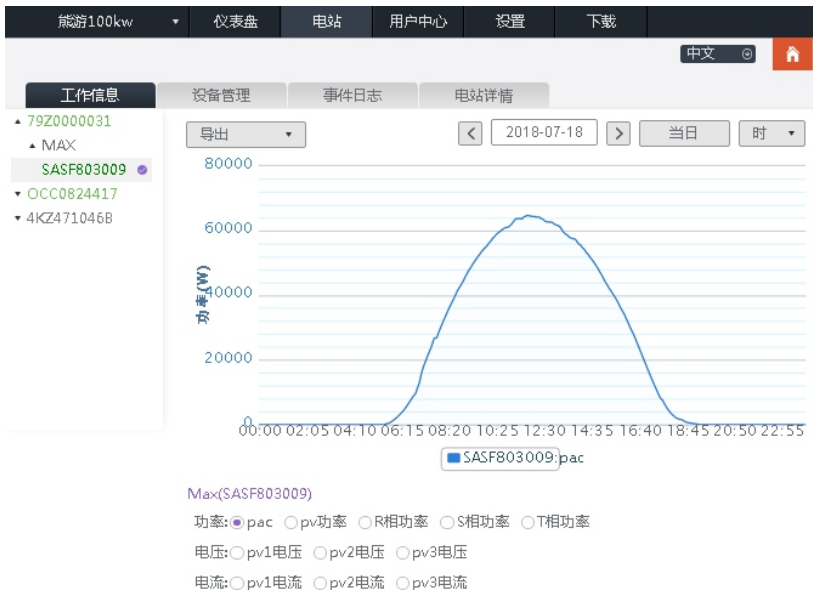 熊游100kw 仪表盘 电站 用户中心 设置 下载
中文
工作信息 设备管理 事件日志 电站详情
79Z0000031
MAX
SASF803009
OCC0824417
4KZ471046B
导出 2018-07-18 当日 时
80000
60000
40000
20000
0
功率(W)
00:00 02:05 04:10 06:15 08:20 10:25 12:30 14:35 16:40 18:45 20:50 22:55
SASF803009:pac
Max(SASF803009)
功率: pac pv功率 R相功率 S相功率 T相功率
电压: pv1电压 pv2电压 pv3电压
电流: pv1电流 pv2电流 pv3电流